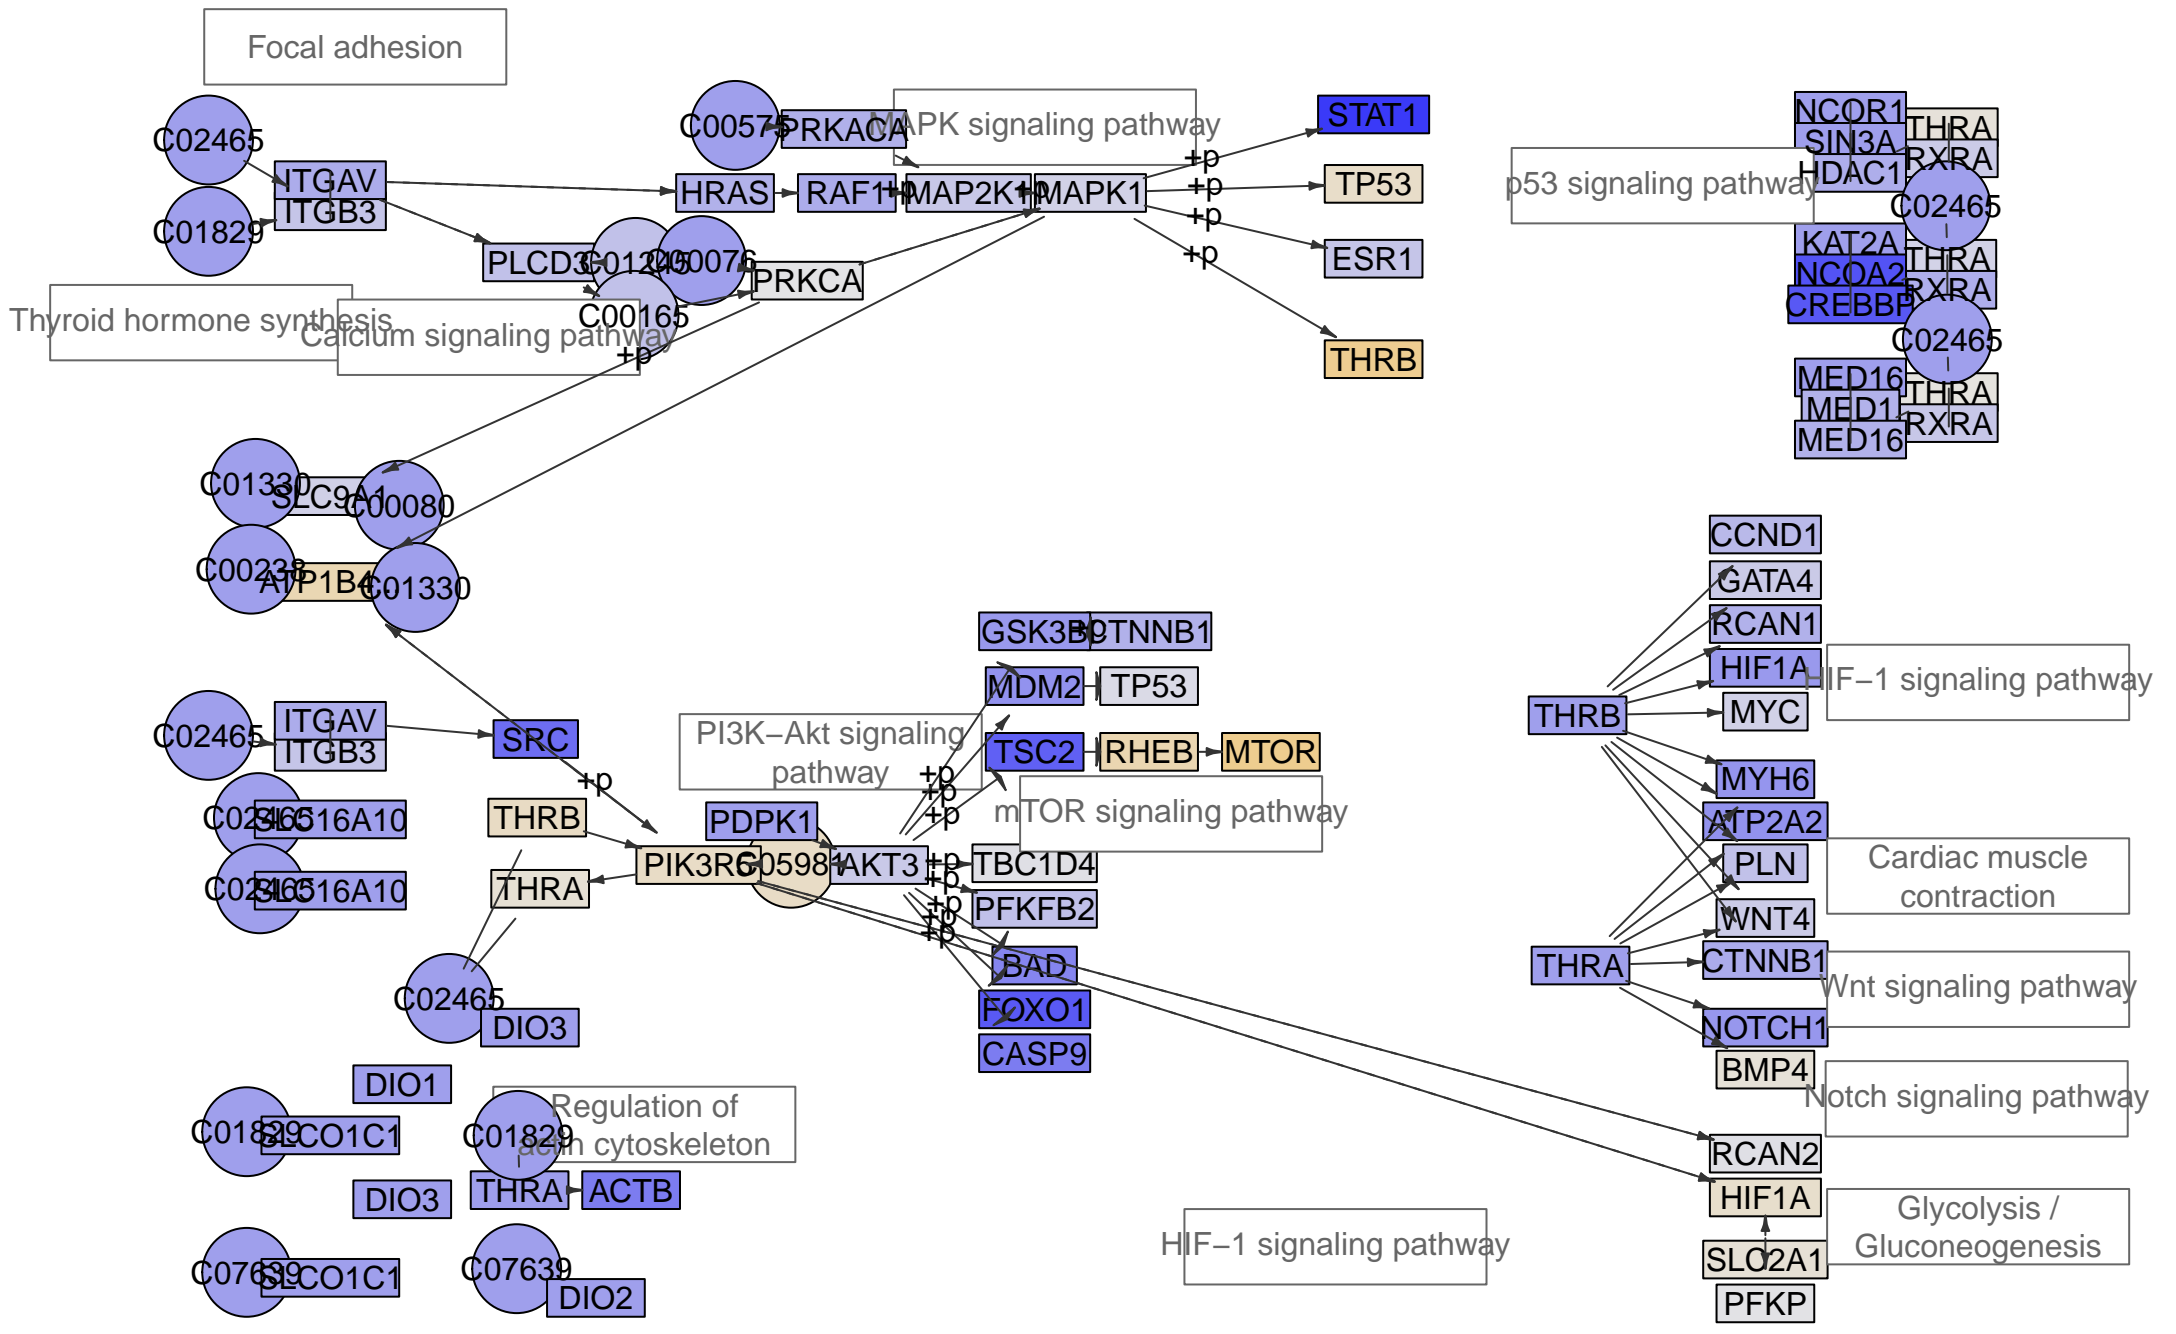 Focal adhesion
C02465
C01829
ITGAV
ITGB3
C00575
PRKACA
MAPK signaling pathway
HRAS
RAF1
+p
MAP2K1
+p
MAPK1
+p
+p
+p
+p
STAT1
TP53
ESR1
THRB
PLCD3
C01245
C00076
C00165
PRKCA
Thyroid hormone synthesis
Calcium signaling pathway
+p
p53 signaling pathway
NCOR1
SIN3A
HDAC1
THRA
RXRA
C02465
KAT2A
NCOA2
CREBBP
THRA
RXRA
C02465
MED16
MED1
MED16
THRA
RXRA
C01330
SLC9A1
C00080
C00238
ATP1B4...
C01330
C02465
ITGAV
ITGB3
SRC
+p
C02465
SLC16A10
C02465
SLC16A10
THRB
THRA
PIK3R6
C05981
PDPK1
AKT3
PI3K−Akt signaling
pathway
GSK3B
+p
CTNNB1
MDM2
TP53
TSC2
RHEB
MTOR
mTOR signaling pathway
+p
+p
+p
+p
+p
+p
+p
+p
TBC1D4
PFKFB2
BAD
FOXO1
CASP9
C02465
DIO3
DIO1
C01829
SLCO1C1
DIO3
C07639
SLCO1C1
Regulation of
actin cytoskeleton
C01829
THRA
ACTB
C07639
DIO2
HIF−1 signaling pathway
THRB
THRA
CCND1
GATA4
RCAN1
HIF1A
HIF−1 signaling pathway
MYC
MYH6
ATP2A2
PLN
Cardiac muscle
contraction
WNT4
CTNNB1
Wnt signaling pathway
NOTCH1
BMP4
Notch signaling pathway
RCAN2
HIF1A
SLC2A1
PFKP
Glycolysis /
Gluconeogenesis